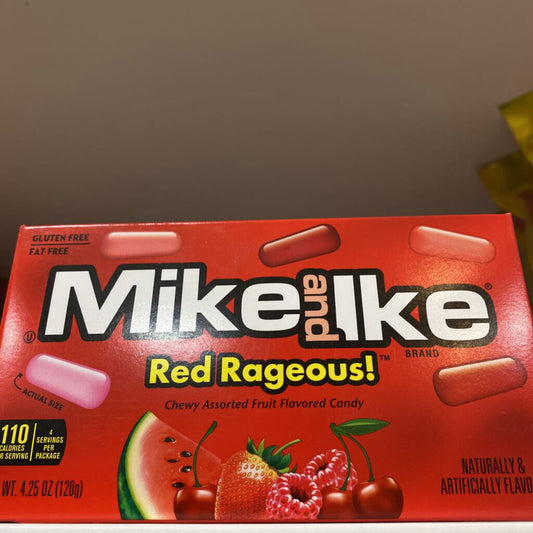 GLUTEN FREE
FAT FREE
Mike and Ike®
BRAND
U
Red Rageous!™
ACTUAL SIZE
Chewy Assorted Fruit Flavored Candy
110
CALORIES
SERVING
4
SERVINGS
PER
PACKAGE
WT. 4.25 OZ (120g)
NATURALLY &
ARTIFICIALLY